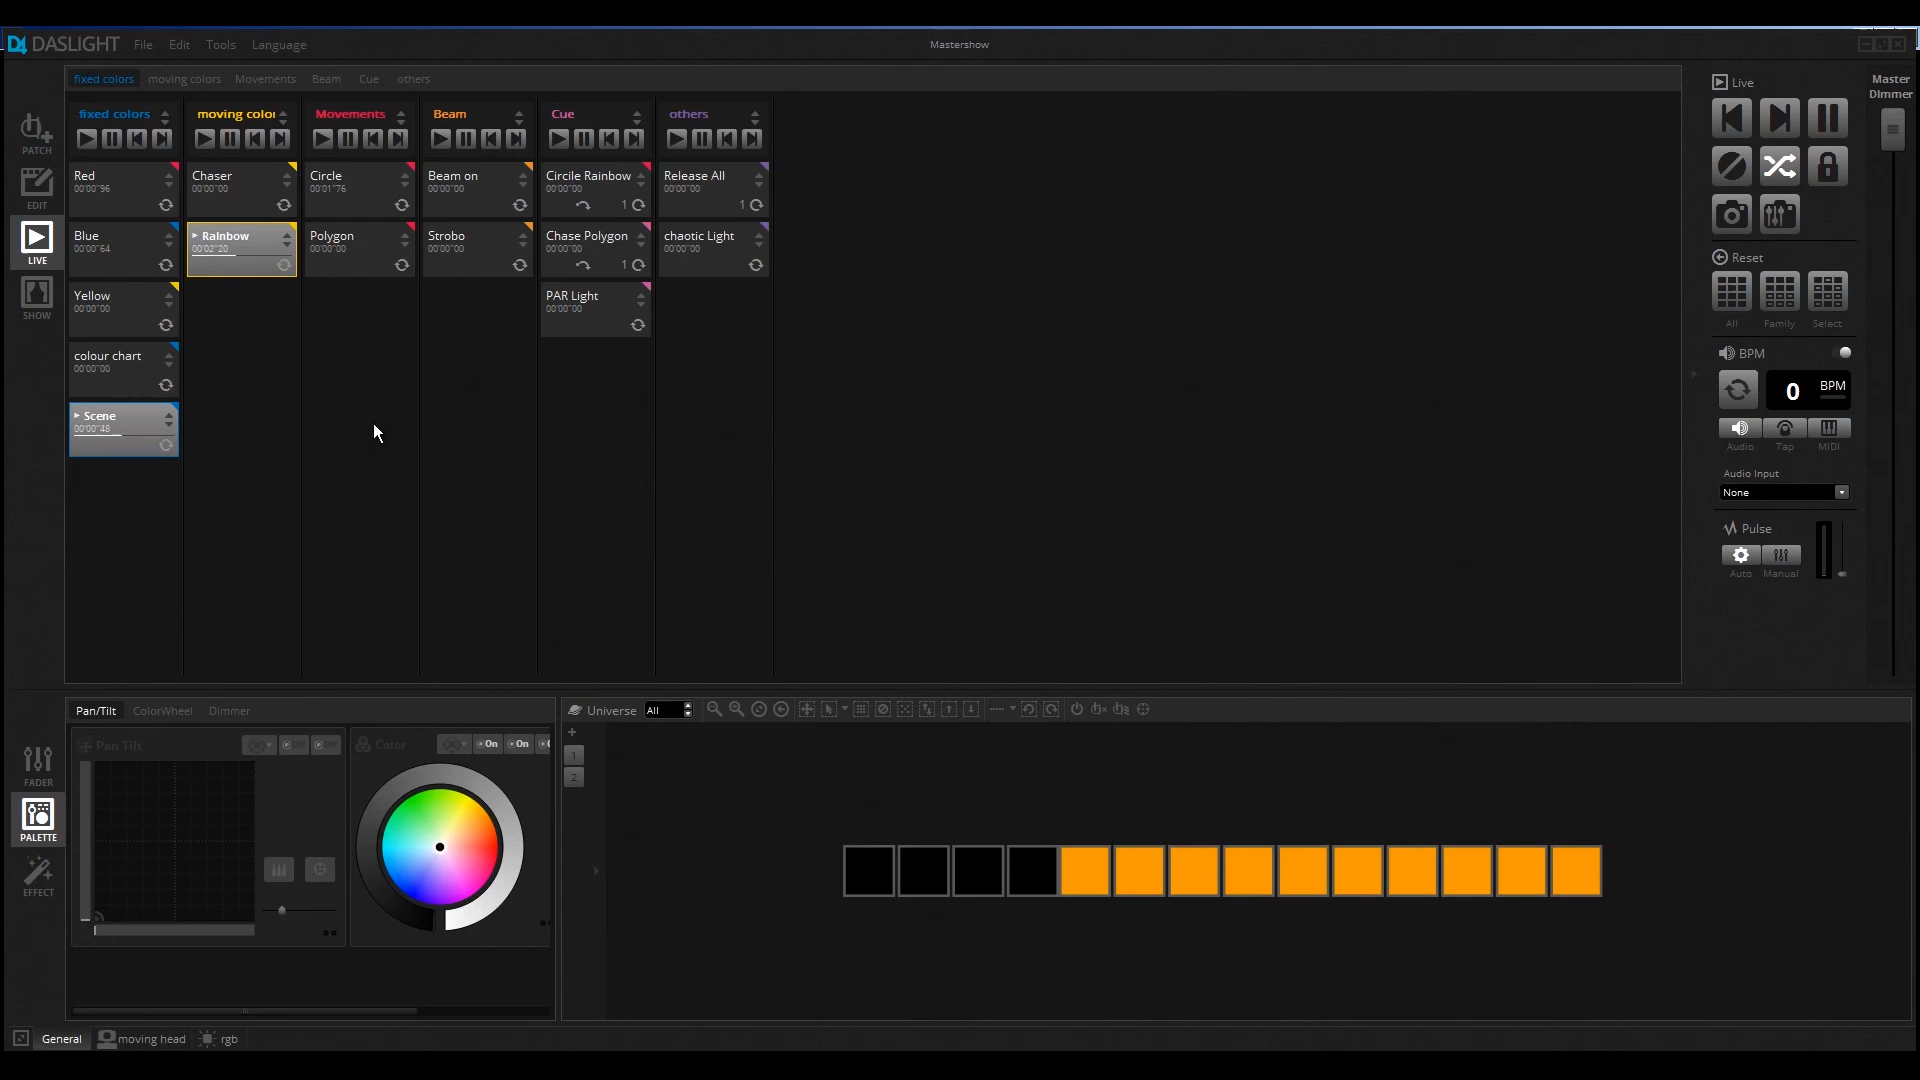 DASLIGHT File Edit Tools Language Mastershow
fixed colors moving colors Movements Beam Cue others
Live
Master
Dimmer
fixed colors moving color Movements Beam Cue others
PATCH
EDIT
LIVE
SHOW
Red
00'00"96
Chaser
00'00"00
Circle
00'01"76
Beam on
00'00"00
Circile Rainbow
00'00"00
1
Release All
00'00"00
1
Blue
00'00"64
Rainbow
00'02"20
Polygon
00'00"00
Strobo
00'00"00
Chase Polygon
00'00"00
1
chaotic Light
00'00"00
Yellow
00'00"00
PAR Light
00'00"00
colour chart
00'00"00
Scene
00'00"48
Reset
All Family Select
BPM
0 BPM
Audio Tap MIDI
Audio Input
None
Pulse
Auto Manual
Pan/Tilt ColorWheel Dimmer
Universe All
Pan Tilt
Color On On
1
2
FADER
PALETTE
EFFECT
General moving head rgb